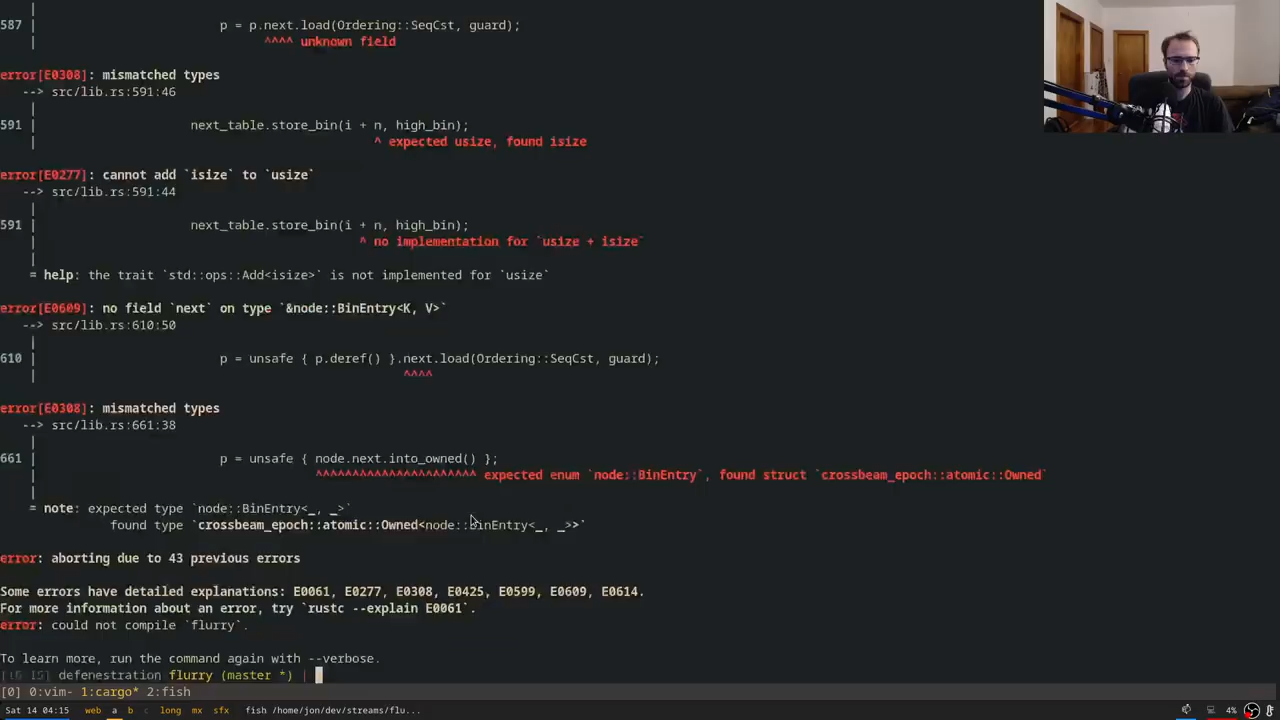 587 |                         p = p.next.load(Ordering::SeqCst, guard);
    |                               ^^^^ unknown field
error[E0308]: mismatched types
   --> src/lib.rs:591:46
    |
591 |                     next_table.store_bin(i + n, high_bin);
    |                                              ^ expected usize, found isize
error[E0277]: cannot add `isize` to `usize`
   --> src/lib.rs:591:44
    |
591 |                     next_table.store_bin(i + n, high_bin);
    |                                            ^ no implementation for `usize + isize`
    |
    = help: the trait `std::ops::Add<isize>` is not implemented for `usize`
error[E0609]: no field `next` on type `&node::BinEntry<K, V>`
   --> src/lib.rs:610:50
    |
610 |                         p = unsafe { p.deref() }.next.load(Ordering::SeqCst, guard);
    |                                                  ^^^^
error[E0308]: mismatched types
   --> src/lib.rs:661:38
    |
661 |                         p = unsafe { node.next.into_owned() };
    |                                      ^^^^^^^^^^^^^^^^^^^^^^ expected enum `node::BinEntry`, found struct `crossbeam_epoch::atomic::Owned`
    |
    = note: expected type `node::BinEntry<_, _>`
               found type `crossbeam_epoch::atomic::Owned<node::BinEntry<_, _>>`
error: aborting due to 43 previous errors
Some errors have detailed explanations: E0061, E0277, E0308, E0425, E0599, E0609, E0614.
For more information about an error, try `rustc --explain E0061`.
error: could not compile `flurry`.
To learn more, run the command again with --verbose.
defenestration flurry (master *) |
[0] 0:vim- 1:cargo* 2:fish
Sat 14 04:15 web a b c long mx sfx fish /home/jon/dev/streams/flu... 4%